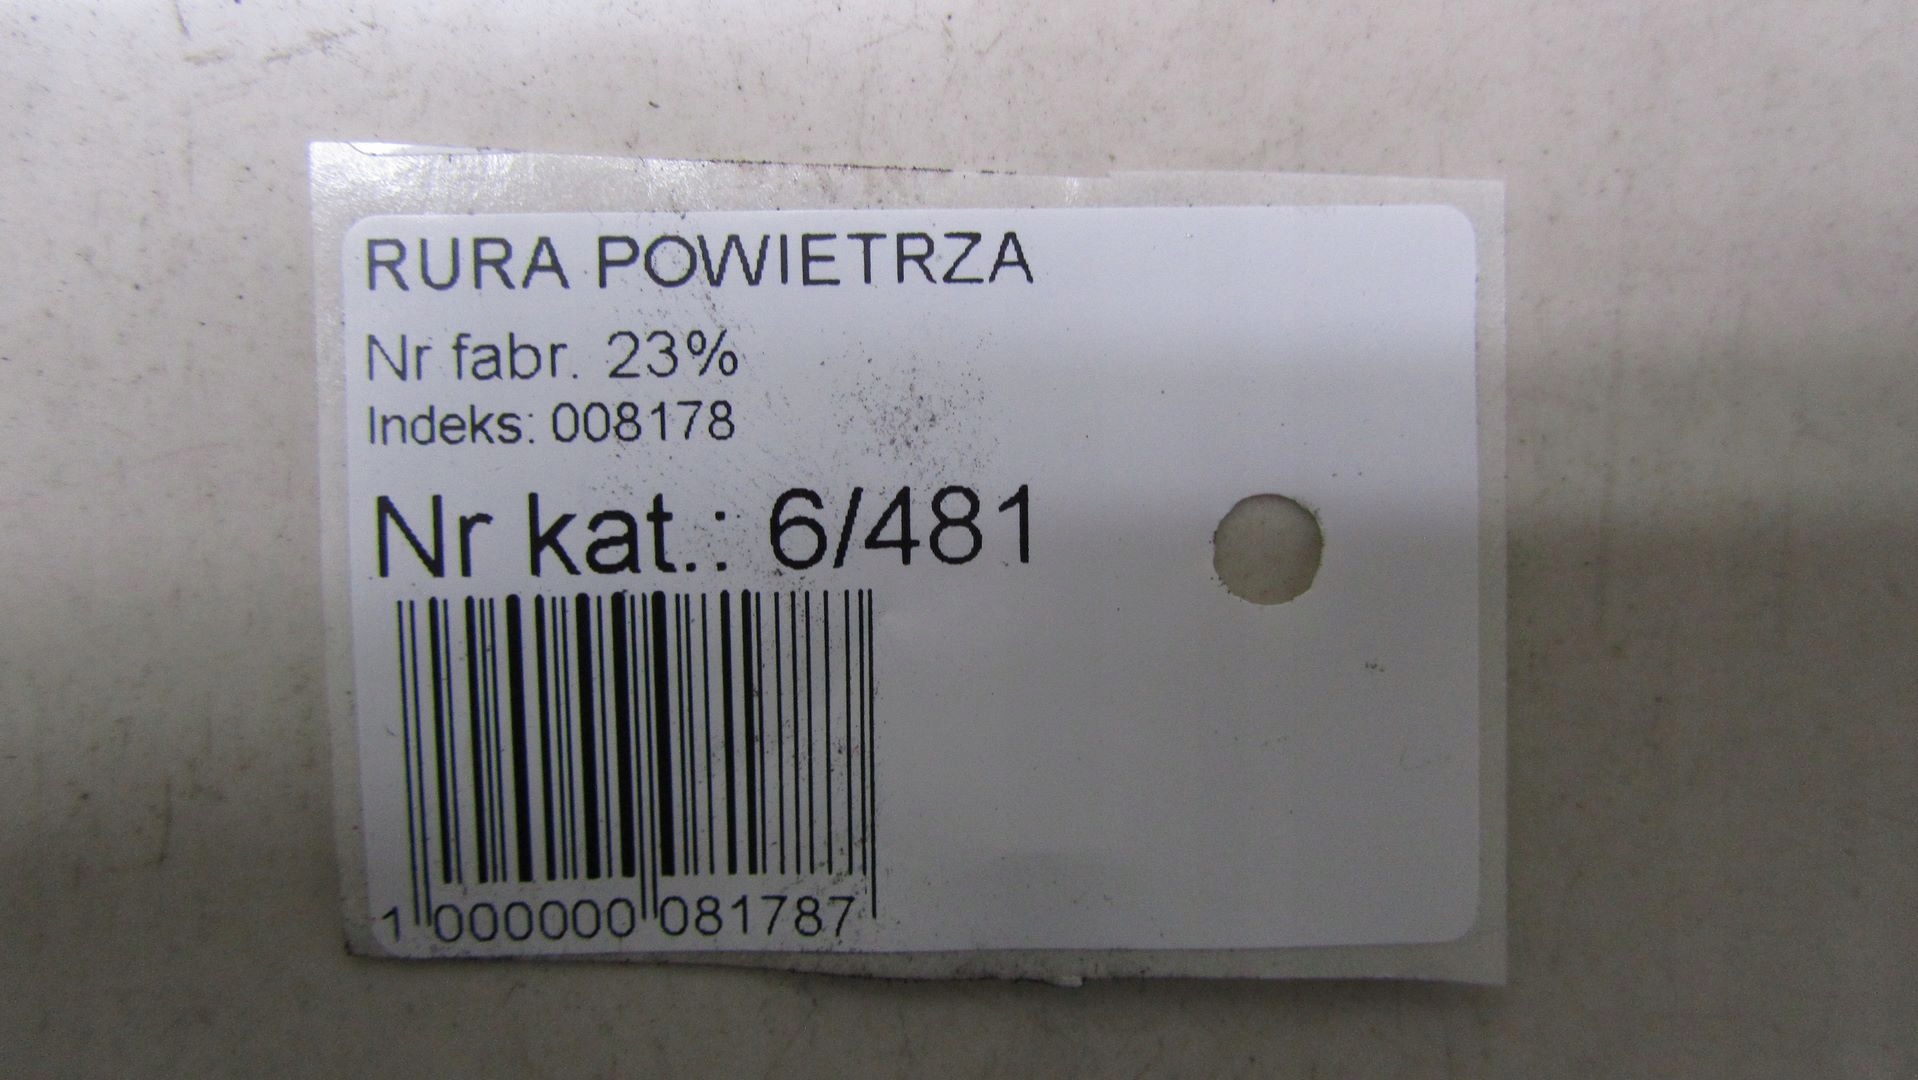 RURA POWIETRZA
Nr fabr. 23%
Indeks: 008178
Nr kat.: 6/481
1 000000 081787